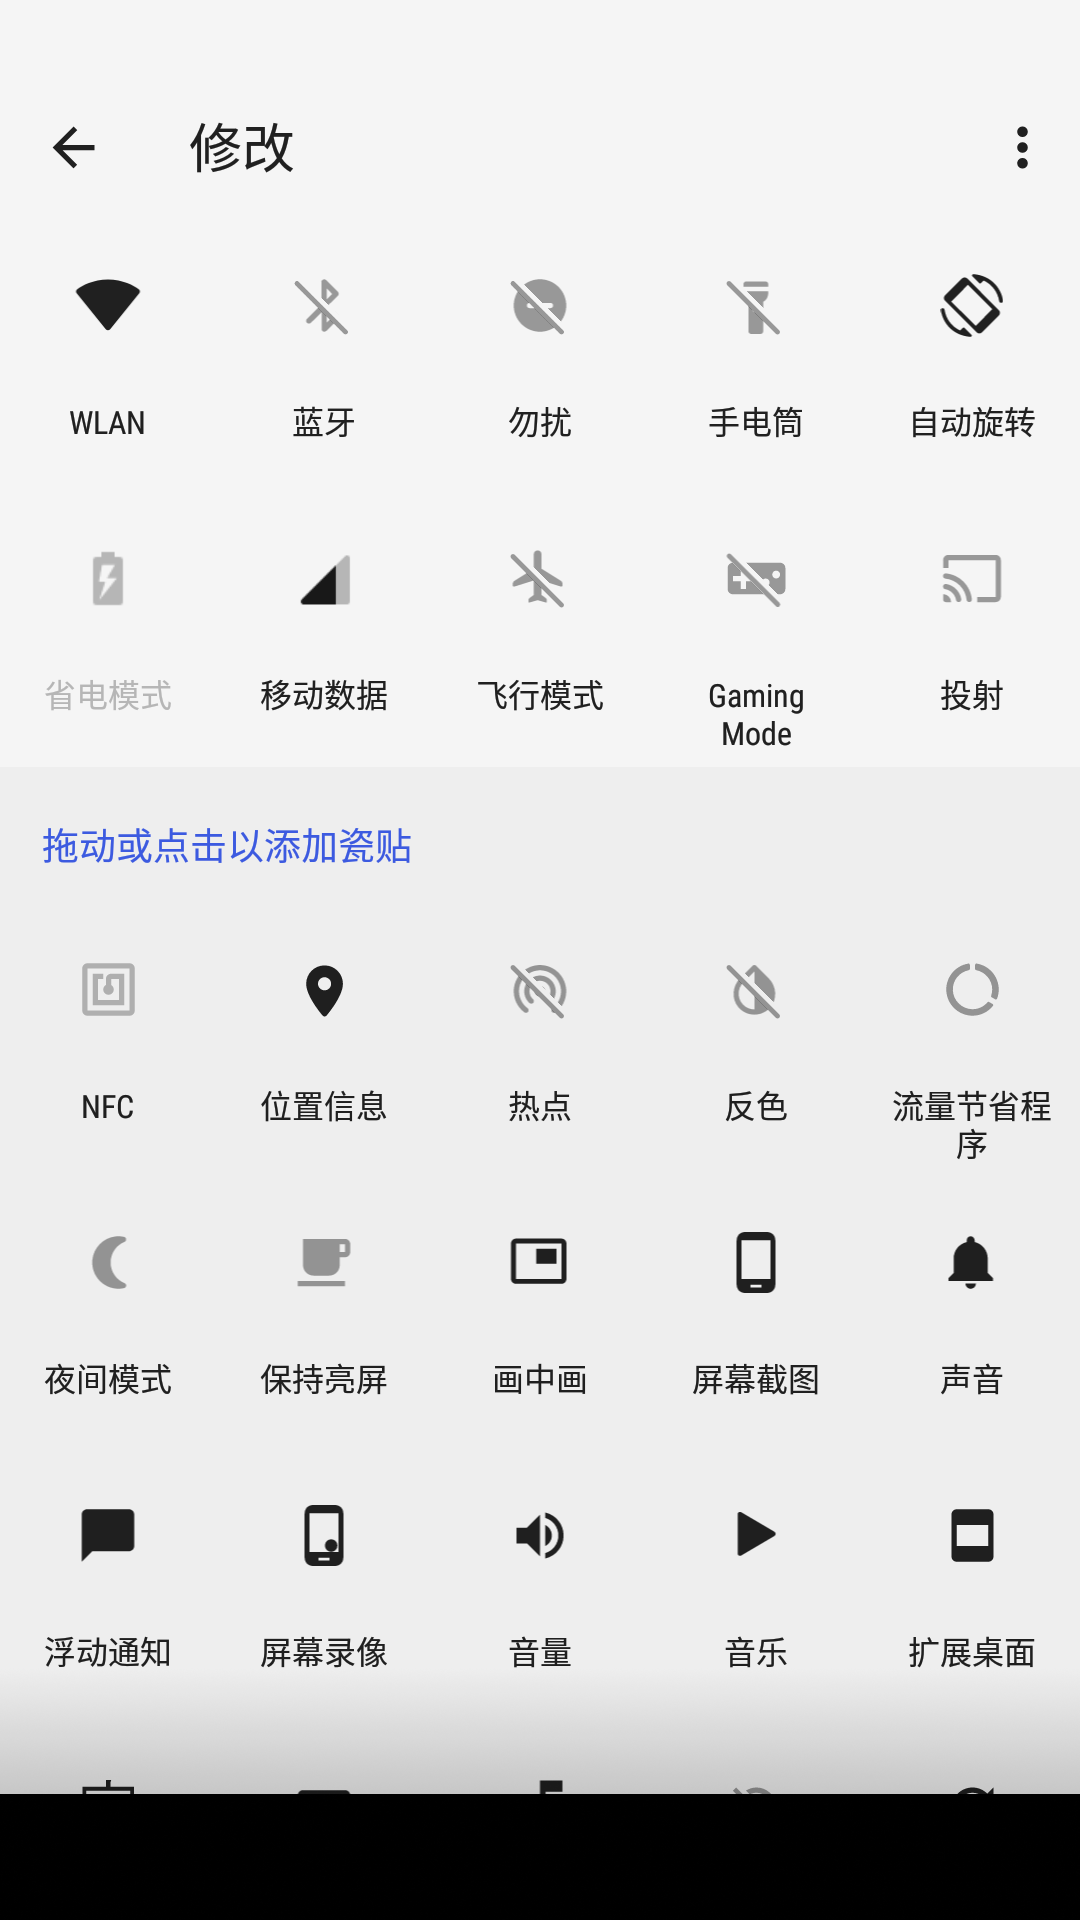 修改
WLAN
蓝牙
勿扰
手电筒
自动旋转
省电模式
移动数据
飞行模式
Gaming
Mode
投射
拖动或点击以添加瓷贴
NFC
位置信息
热点
反色
流量节省程
序
夜间模式
保持亮屏
画中画
屏幕截图
声音
浮动通知
屏幕录像
音量
音乐
扩展桌面